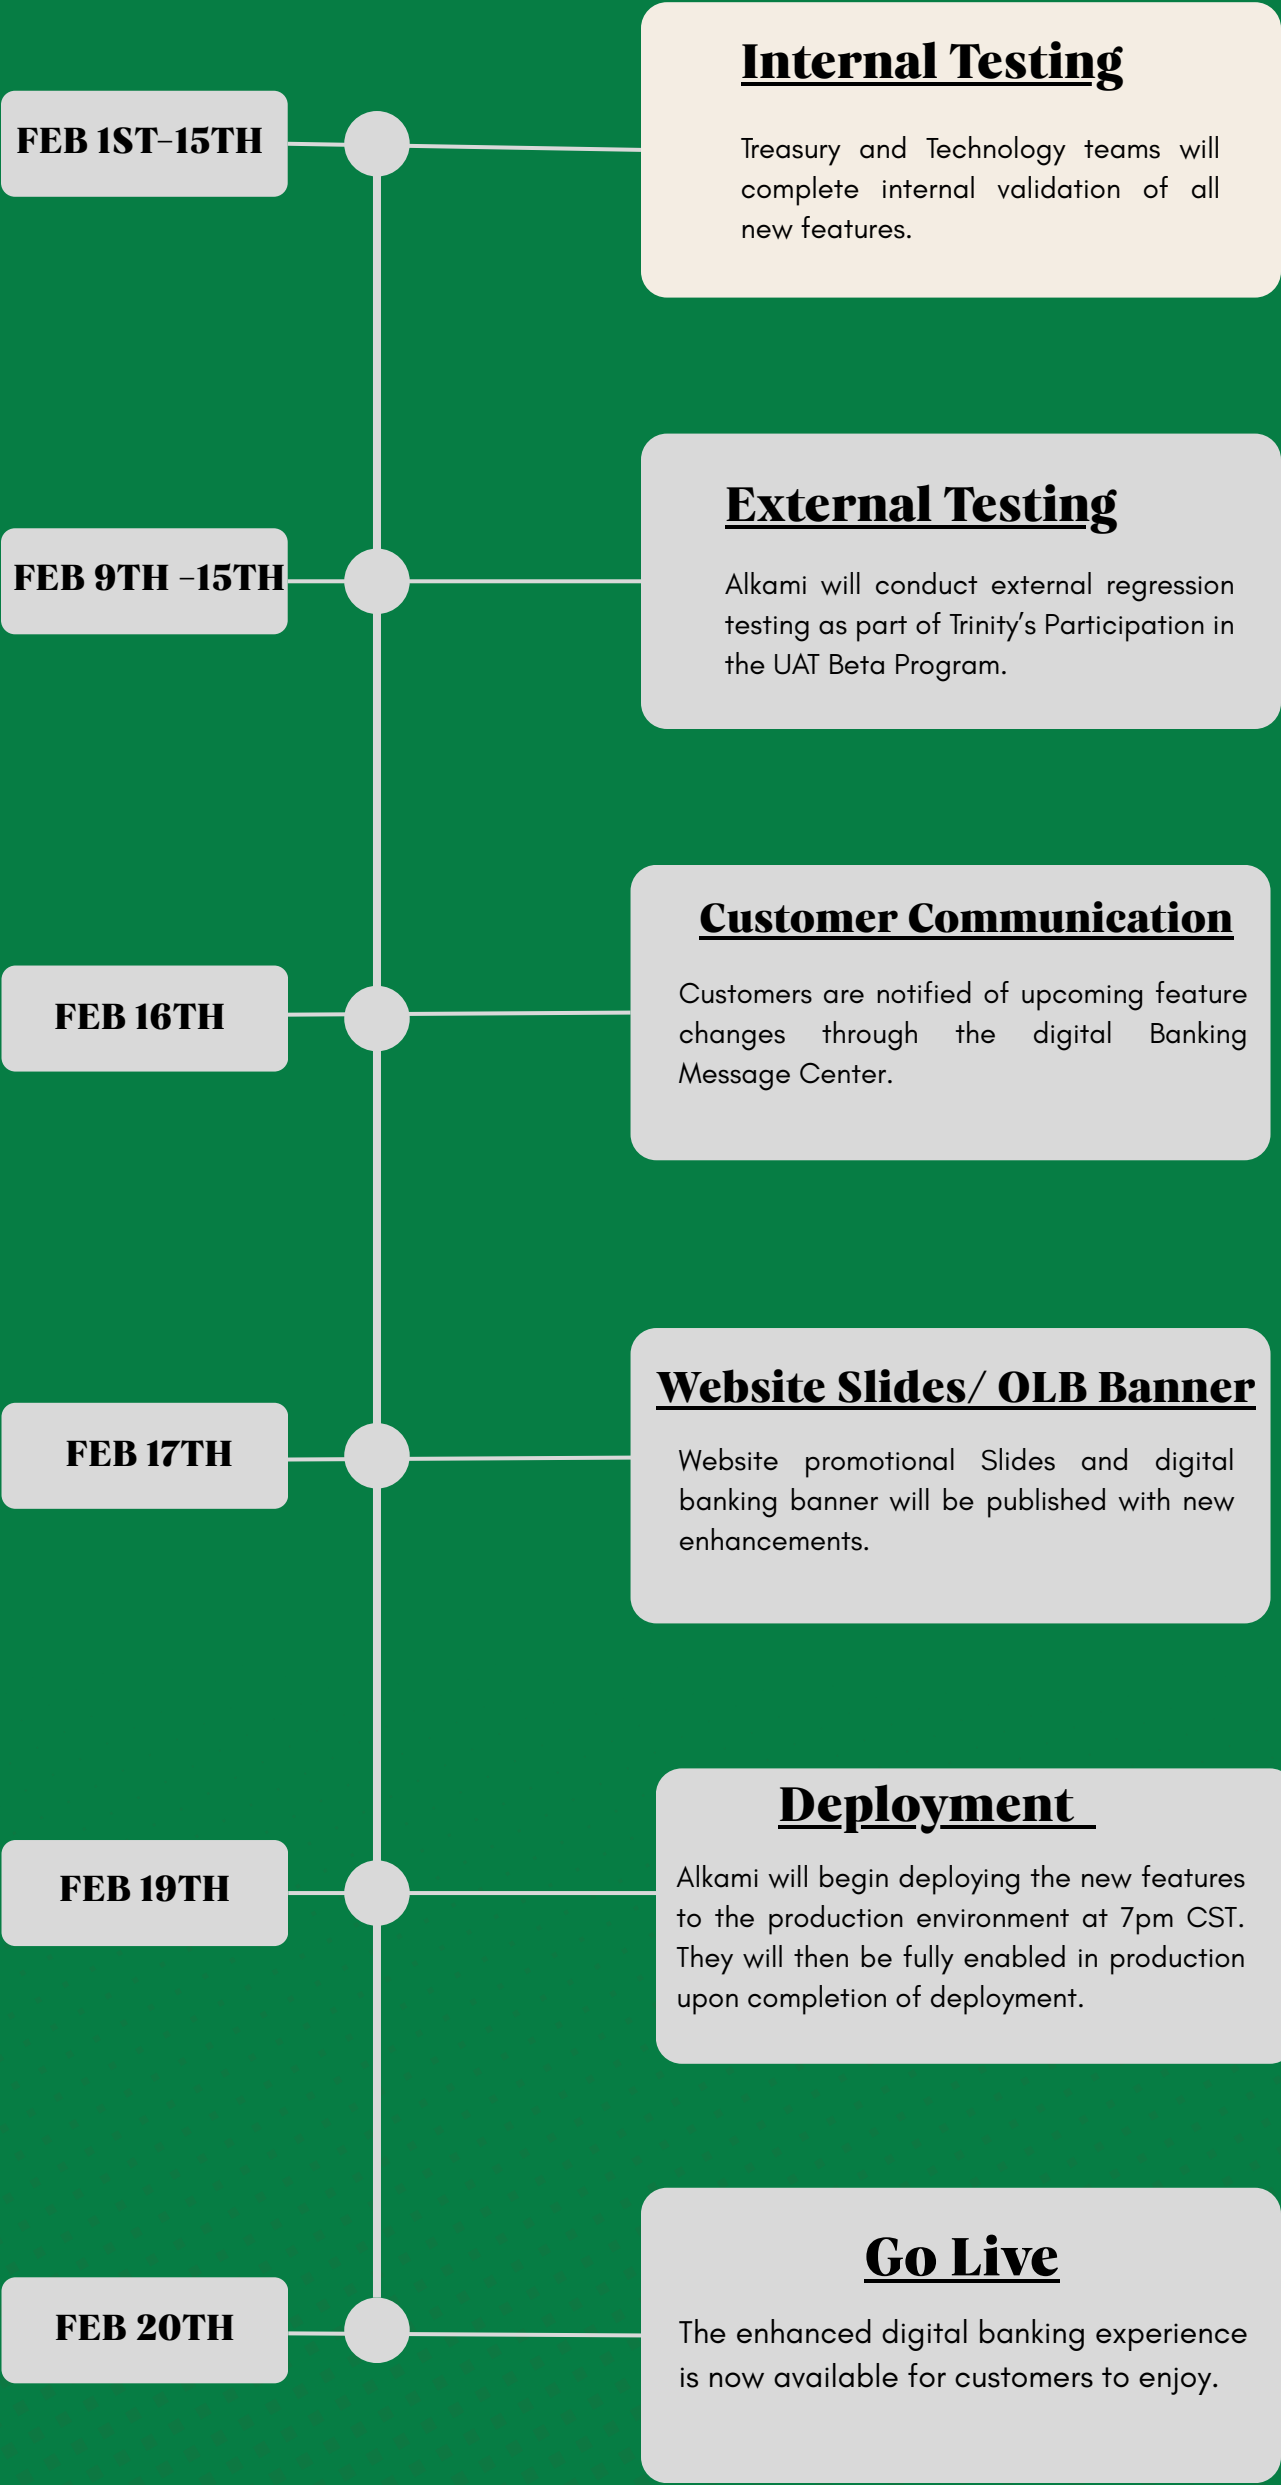 FEB 1ST-15TH
Internal Testing
Treasury and Technology teams will
complete internal validation of all
new features.
FEB 9TH -15TH
External Testing
Alkami will conduct external regression
testing as part of Trinity’s Participation in
the UAT Beta Program.
FEB 16TH
Customer Communication
Customers are notified of upcoming feature
changes through the digital Banking
Message Center.
FEB 17TH
Website Slides/ OLB Banner
Website promotional Slides and digital
banking banner will be published with new
enhancements.
FEB 19TH
Deployment
Alkami will begin deploying the new features
to the production environment at 7pm CST.
They will then be fully enabled in production
upon completion of deployment.
FEB 20TH
Go Live
The enhanced digital banking experience
is now available for customers to enjoy.